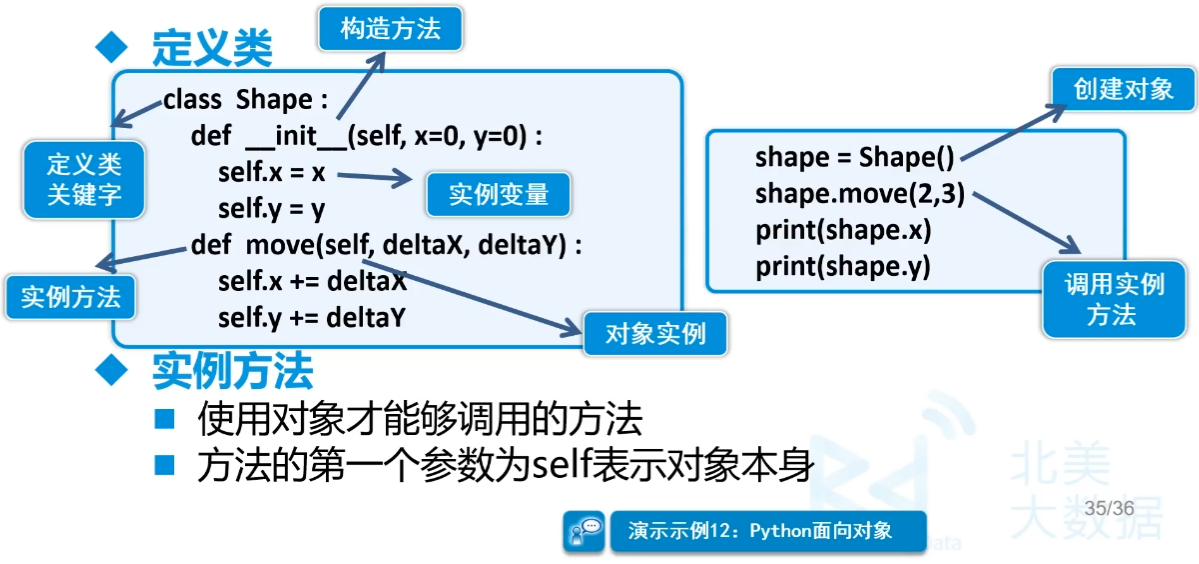 构造方法
定义类
class Shape :
def __init__(self, x=0, y=0) :
self.x = x
self.y = y
def move(self, deltaX, deltaY) :
self.x += deltaX
self.y += deltaY
定义类
关键字
实例变量
实例方法
对象实例
创建对象
shape = Shape()
shape.move(2,3)
print(shape.x)
print(shape.y)
调用实例
方法
实例方法
使用对象才能够调用的方法
方法的第一个参数为self表示对象本身
北美
大数据
35/36
演示示例12：Python面向对象